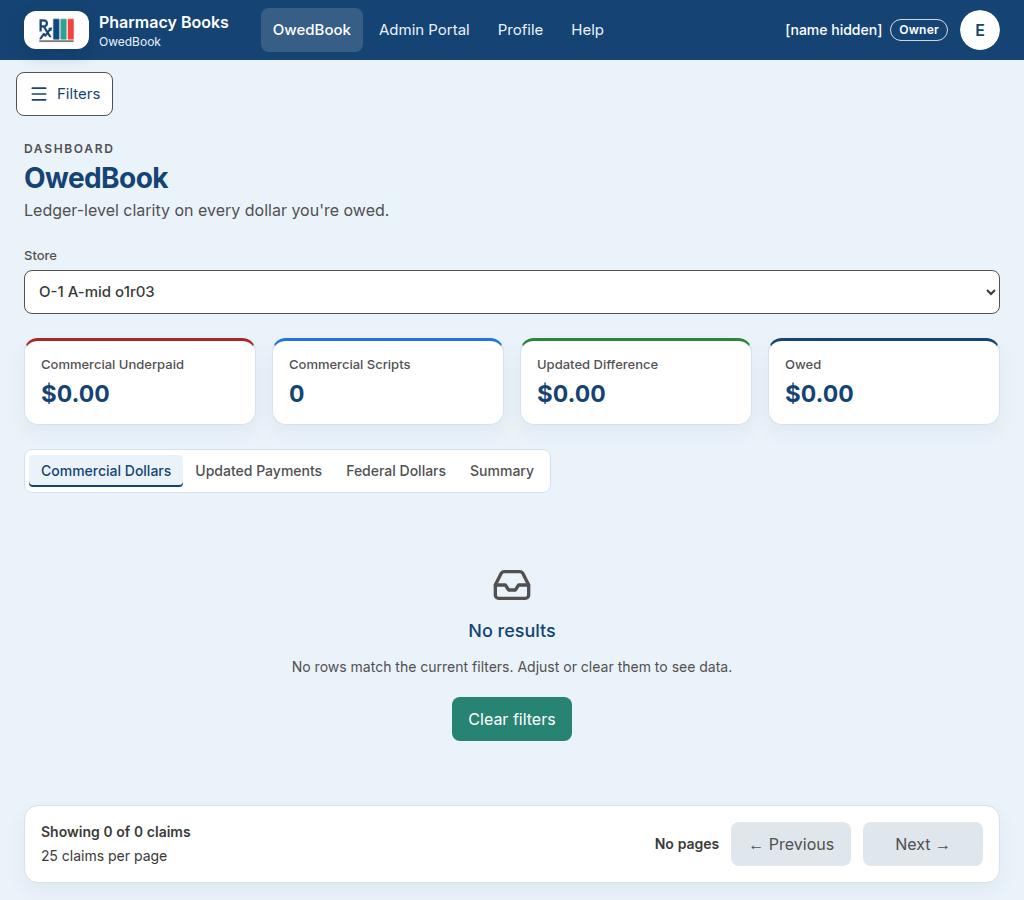 Rx
Pharmacy Books
OwedBook
OwedBook
Admin Portal
Profile
Help
[name hidden]
Owner
E
Filters
DASHBOARD
OwedBook
Ledger-level clarity on every dollar you're owed.
Store
O-1 A-mid o1r03
Commercial Underpaid
$0.00
Commercial Scripts
0
Updated Difference
$0.00
Owed
$0.00
Commercial Dollars
Updated Payments
Federal Dollars
Summary
No results
No rows match the current filters. Adjust or clear them to see data.
Clear filters
Showing 0 of 0 claims
25 claims per page
No pages
← Previous
Next →